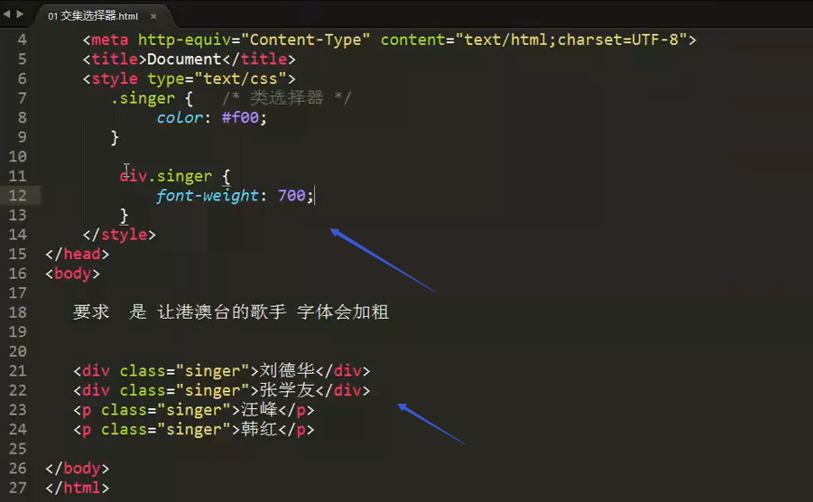 01 交集选择器.html ×
4 <meta http-equiv="Content-Type" content="text/html;charset=UTF-8">
5 <title>Document</title>
6 <style type="text/css">
7 .singer { /* 类选择器 */
8 color: #f00;
9 }
10
11 div.singer {
12 font-weight: 700;
13 }
14 </style>
15 </head>
16 <body>
17
18 要求 是 让港澳台的歌手 字体会加粗
19
20
21 <div class="singer">刘德华</div>
22 <div class="singer">张学友</div>
23 <p class="singer">汪峰</p>
24 <p class="singer">韩红</p>
25
26 </body>
27 </html>